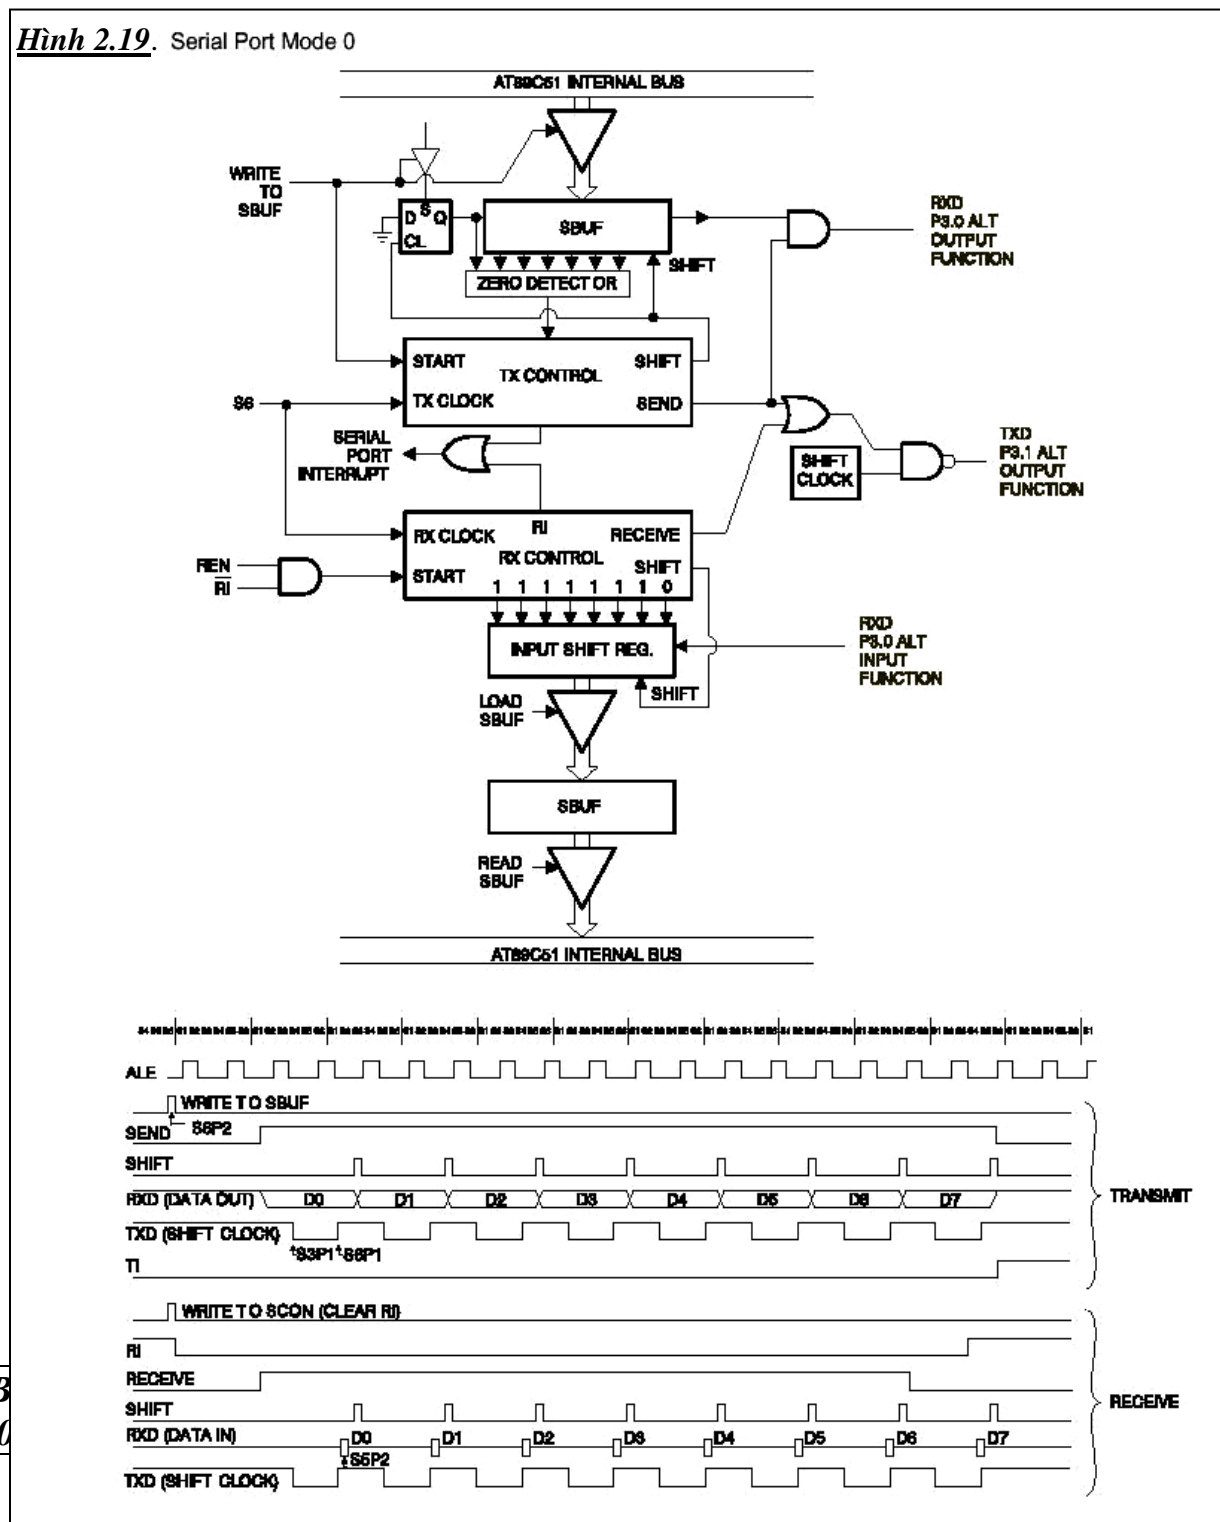 Hình 2.19. Serial Port Mode 0
AT89C51 INTERNAL BUS
WRITE
TO
SBUF
D S Q
CL
SBUF
SHIFT
ZERO DETECTOR
RXD
P3.0 ALT
OUTPUT
FUNCTION
START
SHIFT
TX CONTROL
S6
TX CLOCK
SEND
SERIAL
PORT
INTERRUPT
SHIFT
CLOCK
TXD
P3.1 ALT
OUTPUT
FUNCTION
RX CLOCK
RI
RECEIVE
RX CONTROL
SHIFT
REN
RI
START
1 1 1 1 1 1 1 0
INPUT SHIFT REG.
RXD
P3.0 ALT
INPUT
FUNCTION
LOAD
SBUF
SHIFT
SBUF
READ
SBUF
AT89C51 INTERNAL BUS
ALE
WRITE TO SBUF
SEND
S6P2
SHIFT
RXD (DATA OUT)
D0 D1 D2 D3 D4 D5 D6 D7
TRANSMIT
TXD (SHIFT CLOCK)
S3P1 S6P1
TI
WRITE TO SCON (CLEAR RI)
RI
RECEIVE
SHIFT
RECEIVE
RXD (DATA IN)
D0 D1 D2 D3 D4 D5 D6 D7
S5P2
TXD (SHIFT CLOCK)